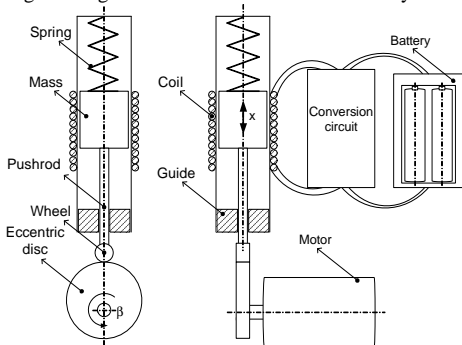 Spring
Mass
Pushrod
Wheel
Eccentric
disc
β
Coil
x
Guide
Conversion
circuit
Battery
Motor